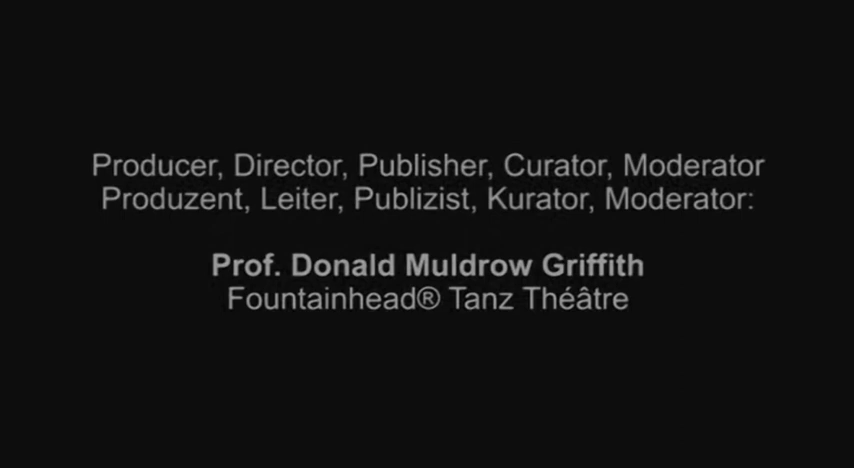 Producer, Director, Publisher, Curator, Moderator
Produzent, Leiter, Publizist, Kurator, Moderator:
Prof. Donald Muldrow Griffith
Fountainhead® Tanz Théâtre